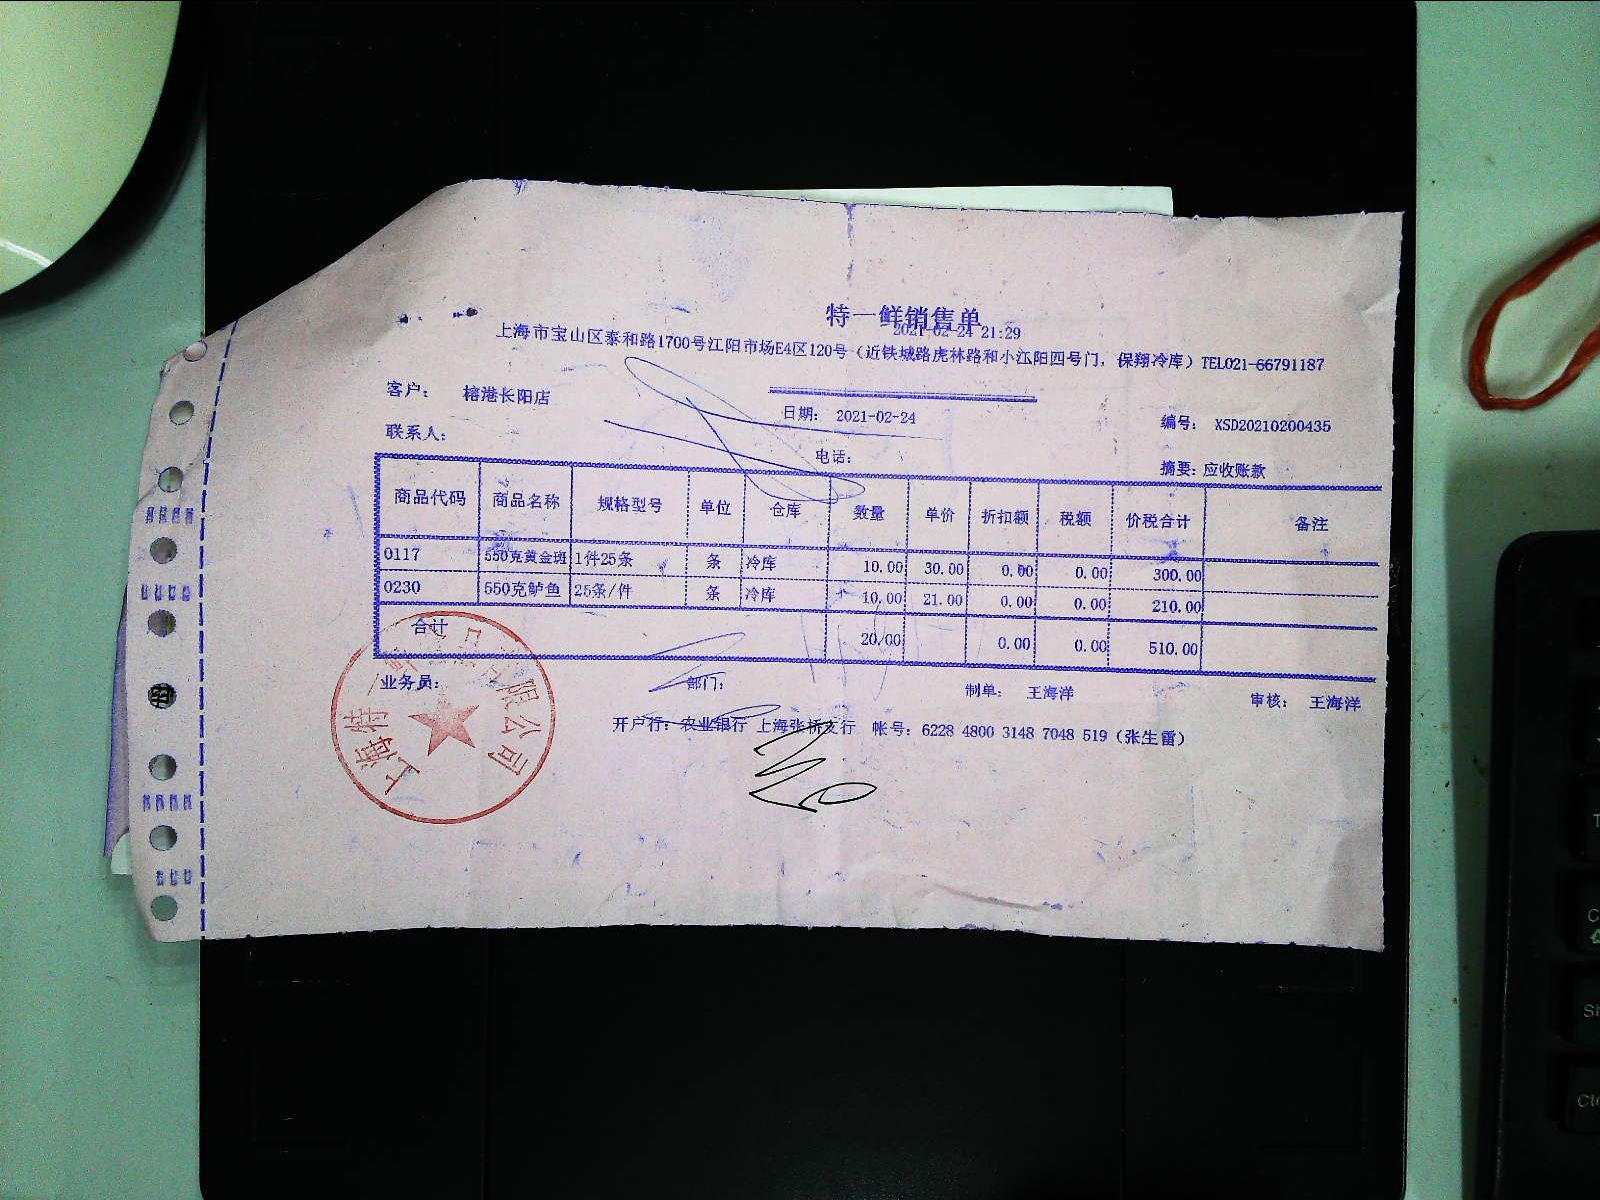 特一鲜销售单
2021-02-24 21:29
上海市宝山区泰和路1700号江阳市场E4区120号（近铁城路虎林路和小江阳四号门，保翔冷库）TEL021-66791187
客户： 榕港长阳店 日期： 2021-02-24 编号： XSD20210200435
联系人： 电话： 摘要：应收账款
商品代码 商品名称 规格型号 单位 仓库 数量 单价 折扣额 税额 价税合计 备注
0117 550克黄金斑 1件25条 条 冷库 10.00 30.00 0.00 0.00 300.00
0230 550克鲈鱼 25条/件 条 冷库 10.00 21.00 0.00 0.00 210.00
合计 20.00 0.00 0.00 510.00
业务员： 部门： 制单： 王海洋 审核： 王海洋
开户行：农业银行 上海张桥支行 帐号：6228 4800 3148 7048 519（张生雷）
上海特一 限公司